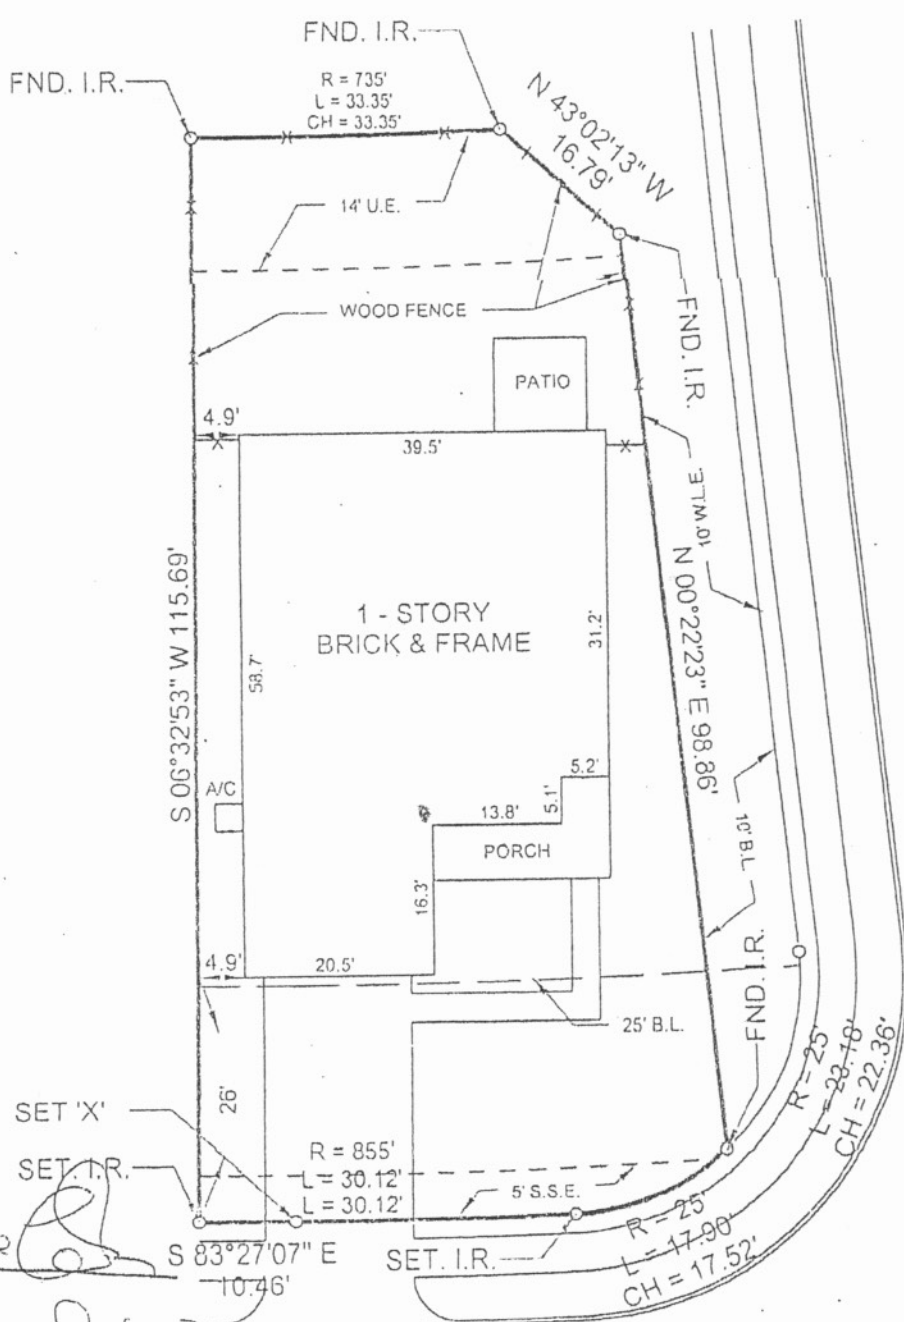 FND. I.R.
FND. I.R.
R = 735'
L = 33.35'
CH = 33.35'
N 43°02'13" W
16.79'
14' U.E.
WOOD FENCE
FND. I.R.
PATIO
4.9'
39.5'
10' W.L.E.
S 06°32'53" W 115.69'
N 00°22'23" E 98.86'
1 - STORY
BRICK & FRAME
31.2'
58.7'
A/C
5.2'
5.1'
13.8'
PORCH
10' B.L.
16.3'
4.9'
20.5'
FND. I.R.
25' B.L.
26'
R = 25'
L = 23.18'
CH = 22.36'
SET 'X'
SET. I.R.
R = 855'
L = 30.12'
L = 30.12'
5' S.S.E.
S 83°27'07" E
10.46'
SET. I.R.
R = 25'
L = 17.90'
CH = 17.52'